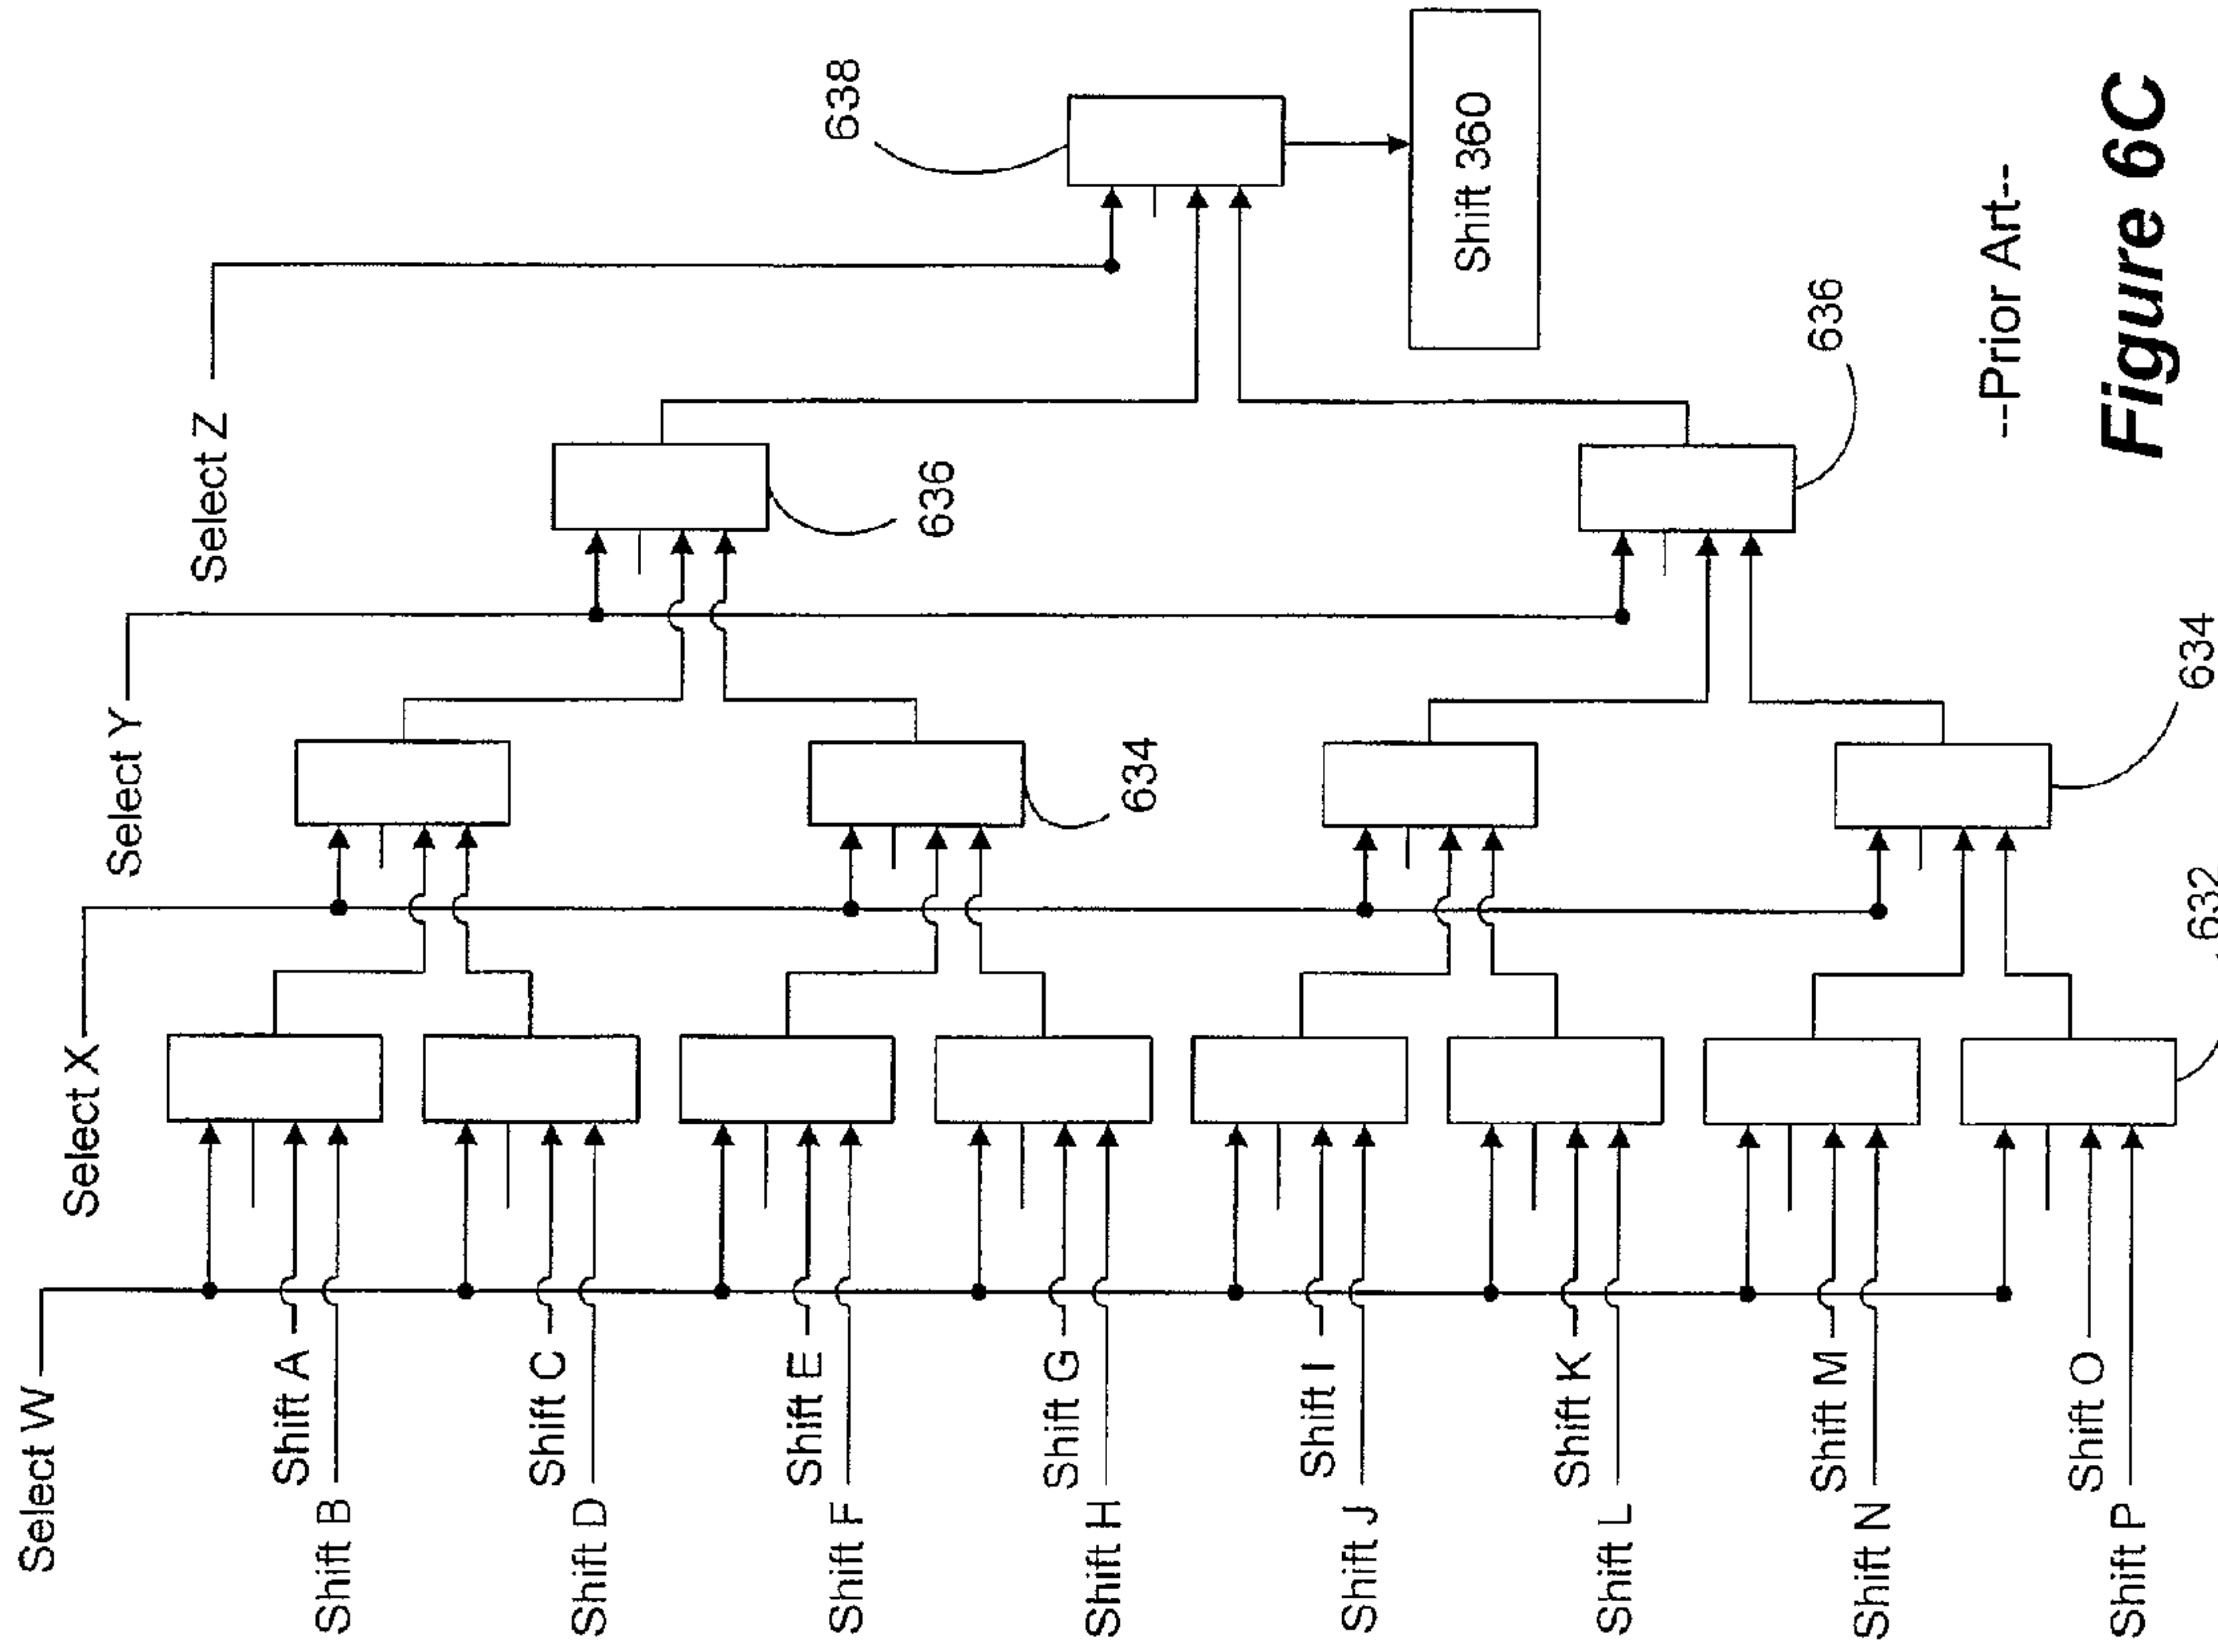 Select W
Select X
Select Y
Select Z
Shift A
Shift B
Shift C
Shift D
Shift E
Shift F
Shift G
Shift H
Shift I
Shift J
Shift K
Shift L
Shift M
Shift N
Shift O
Shift P
632
634
634
636
636
638
Shift 360
--Prior Art--
Figure 6C